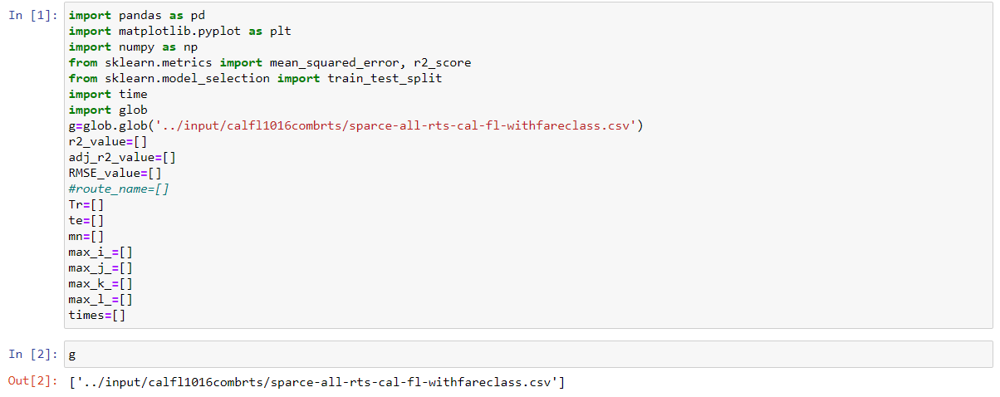 In [1]: import pandas as pd
import matplotlib.pyplot as plt
import numpy as np
from sklearn.metrics import mean_squared_error, r2_score
from sklearn.model_selection import train_test_split
import time
import glob
g=glob.glob('../input/calfl1016combrts/sparce-all-rts-cal-fl-withfareclass.csv')
r2_value=[]
adj_r2_value=[]
RMSE_value=[]
#route_name=[]
Tr=[]
te=[]
mn=[]
max_i_=[]
max_j_=[]
max_k_=[]
max_l_=[]
times=[]
In [2]: g
Out[2]: ['../input/calfl1016combrts/sparce-all-rts-cal-fl-withfareclass.csv']